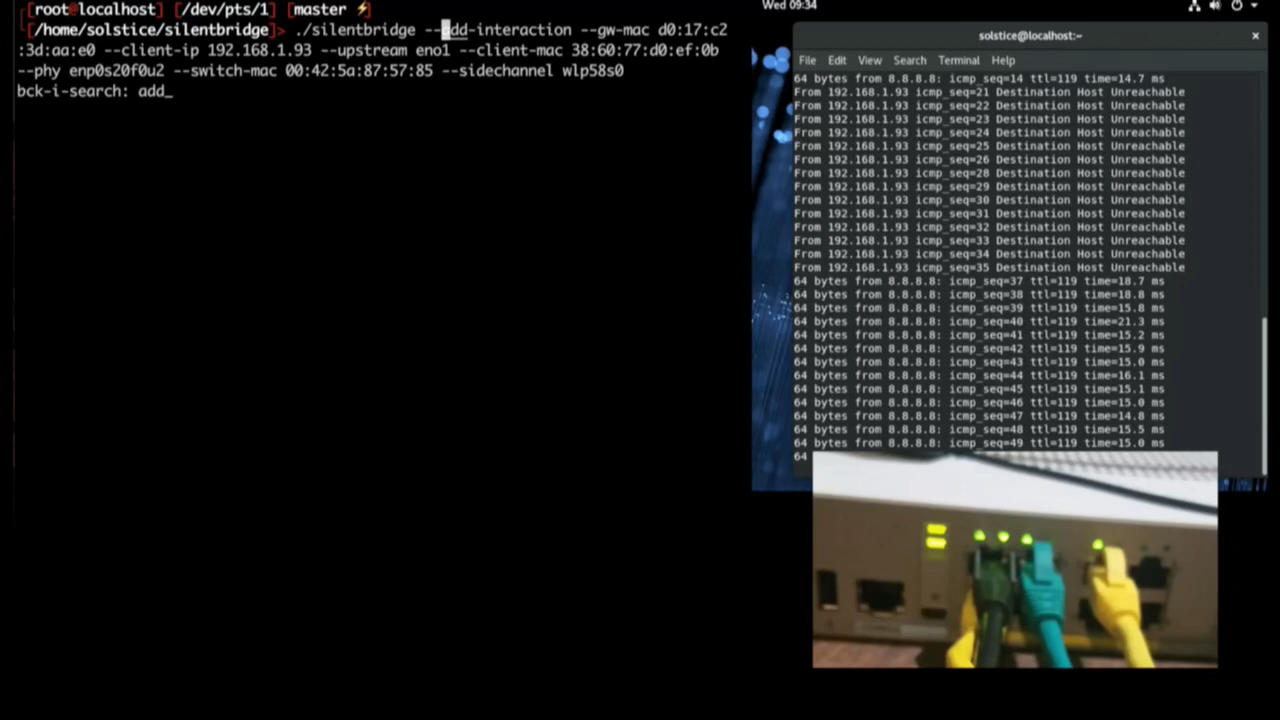 [root@localhost] [/dev/pts/1] [master ⚡]
[/home/solstice/silentbridge]> ./silentbridge --add-interaction --gw-mac d0:17:c2
:3d:aa:e0 --client-ip 192.168.1.93 --upstream eno1 --client-mac 38:60:77:d0:ef:0b
--phy enp0s20f0u2 --switch-mac 00:42:5a:87:57:85 --sidechannel wlp58s0
bck-i-search: add_
Wed 09:34
solstice@localhost:~ ×
File Edit View Search Terminal Help
64 bytes from 8.8.8.8: icmp_seq=14 ttl=119 time=14.7 ms
From 192.168.1.93 icmp_seq=21 Destination Host Unreachable
From 192.168.1.93 icmp_seq=22 Destination Host Unreachable
From 192.168.1.93 icmp_seq=23 Destination Host Unreachable
From 192.168.1.93 icmp_seq=24 Destination Host Unreachable
From 192.168.1.93 icmp_seq=25 Destination Host Unreachable
From 192.168.1.93 icmp_seq=26 Destination Host Unreachable
From 192.168.1.93 icmp_seq=28 Destination Host Unreachable
From 192.168.1.93 icmp_seq=29 Destination Host Unreachable
From 192.168.1.93 icmp_seq=30 Destination Host Unreachable
From 192.168.1.93 icmp_seq=31 Destination Host Unreachable
From 192.168.1.93 icmp_seq=32 Destination Host Unreachable
From 192.168.1.93 icmp_seq=33 Destination Host Unreachable
From 192.168.1.93 icmp_seq=34 Destination Host Unreachable
From 192.168.1.93 icmp_seq=35 Destination Host Unreachable
64 bytes from 8.8.8.8: icmp_seq=37 ttl=119 time=18.7 ms
64 bytes from 8.8.8.8: icmp_seq=38 ttl=119 time=18.8 ms
64 bytes from 8.8.8.8: icmp_seq=39 ttl=119 time=15.8 ms
64 bytes from 8.8.8.8: icmp_seq=40 ttl=119 time=21.3 ms
64 bytes from 8.8.8.8: icmp_seq=41 ttl=119 time=15.2 ms
64 bytes from 8.8.8.8: icmp_seq=42 ttl=119 time=15.9 ms
64 bytes from 8.8.8.8: icmp_seq=43 ttl=119 time=15.0 ms
64 bytes from 8.8.8.8: icmp_seq=44 ttl=119 time=16.1 ms
64 bytes from 8.8.8.8: icmp_seq=45 ttl=119 time=15.1 ms
64 bytes from 8.8.8.8: icmp_seq=46 ttl=119 time=15.0 ms
64 bytes from 8.8.8.8: icmp_seq=47 ttl=119 time=14.8 ms
64 bytes from 8.8.8.8: icmp_seq=48 ttl=119 time=15.5 ms
64 bytes from 8.8.8.8: icmp_seq=49 ttl=119 time=15.0 ms
64